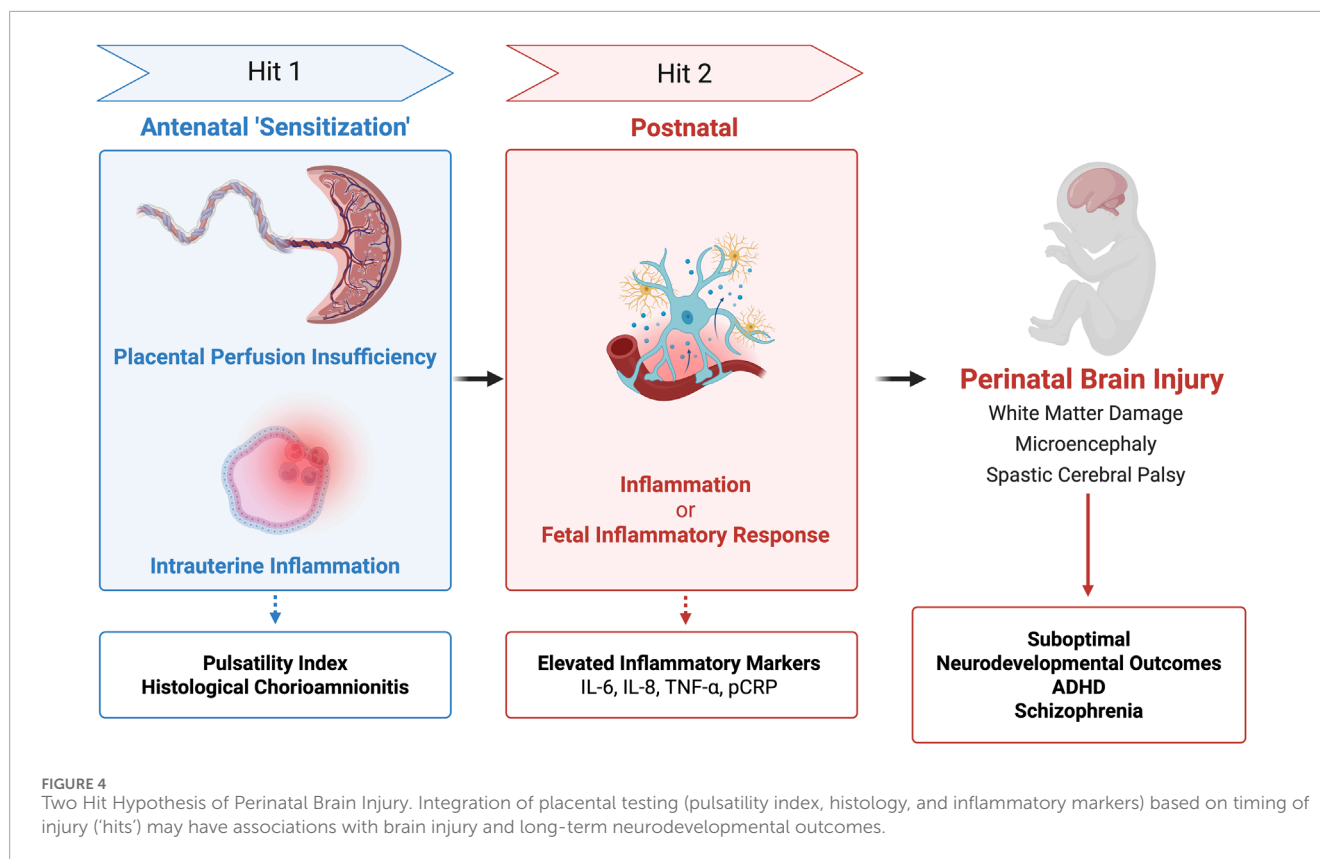 Hit 1
Hit 2
Antenatal 'Sensitization'
Postnatal
Placental Perfusion Insufficiency
Intrauterine Inflammation
Inflammation
or
Fetal Inflammatory Response
Perinatal Brain Injury
White Matter Damage
Microencephaly
Spastic Cerebral Palsy
Pulsatility Index
Histological Chorioamnionitis
Elevated Inflammatory Markers
IL-6, IL-8, TNF-α, pCRP
Suboptimal
Neurodevelopmental Outcomes
ADHD
Schizophrenia
FIGURE 4
Two Hit Hypothesis of Perinatal Brain Injury. Integration of placental testing (pulsatility index, histology, and inflammatory markers) based on timing of
injury (‘hits’) may have associations with brain injury and long-term neurodevelopmental outcomes.